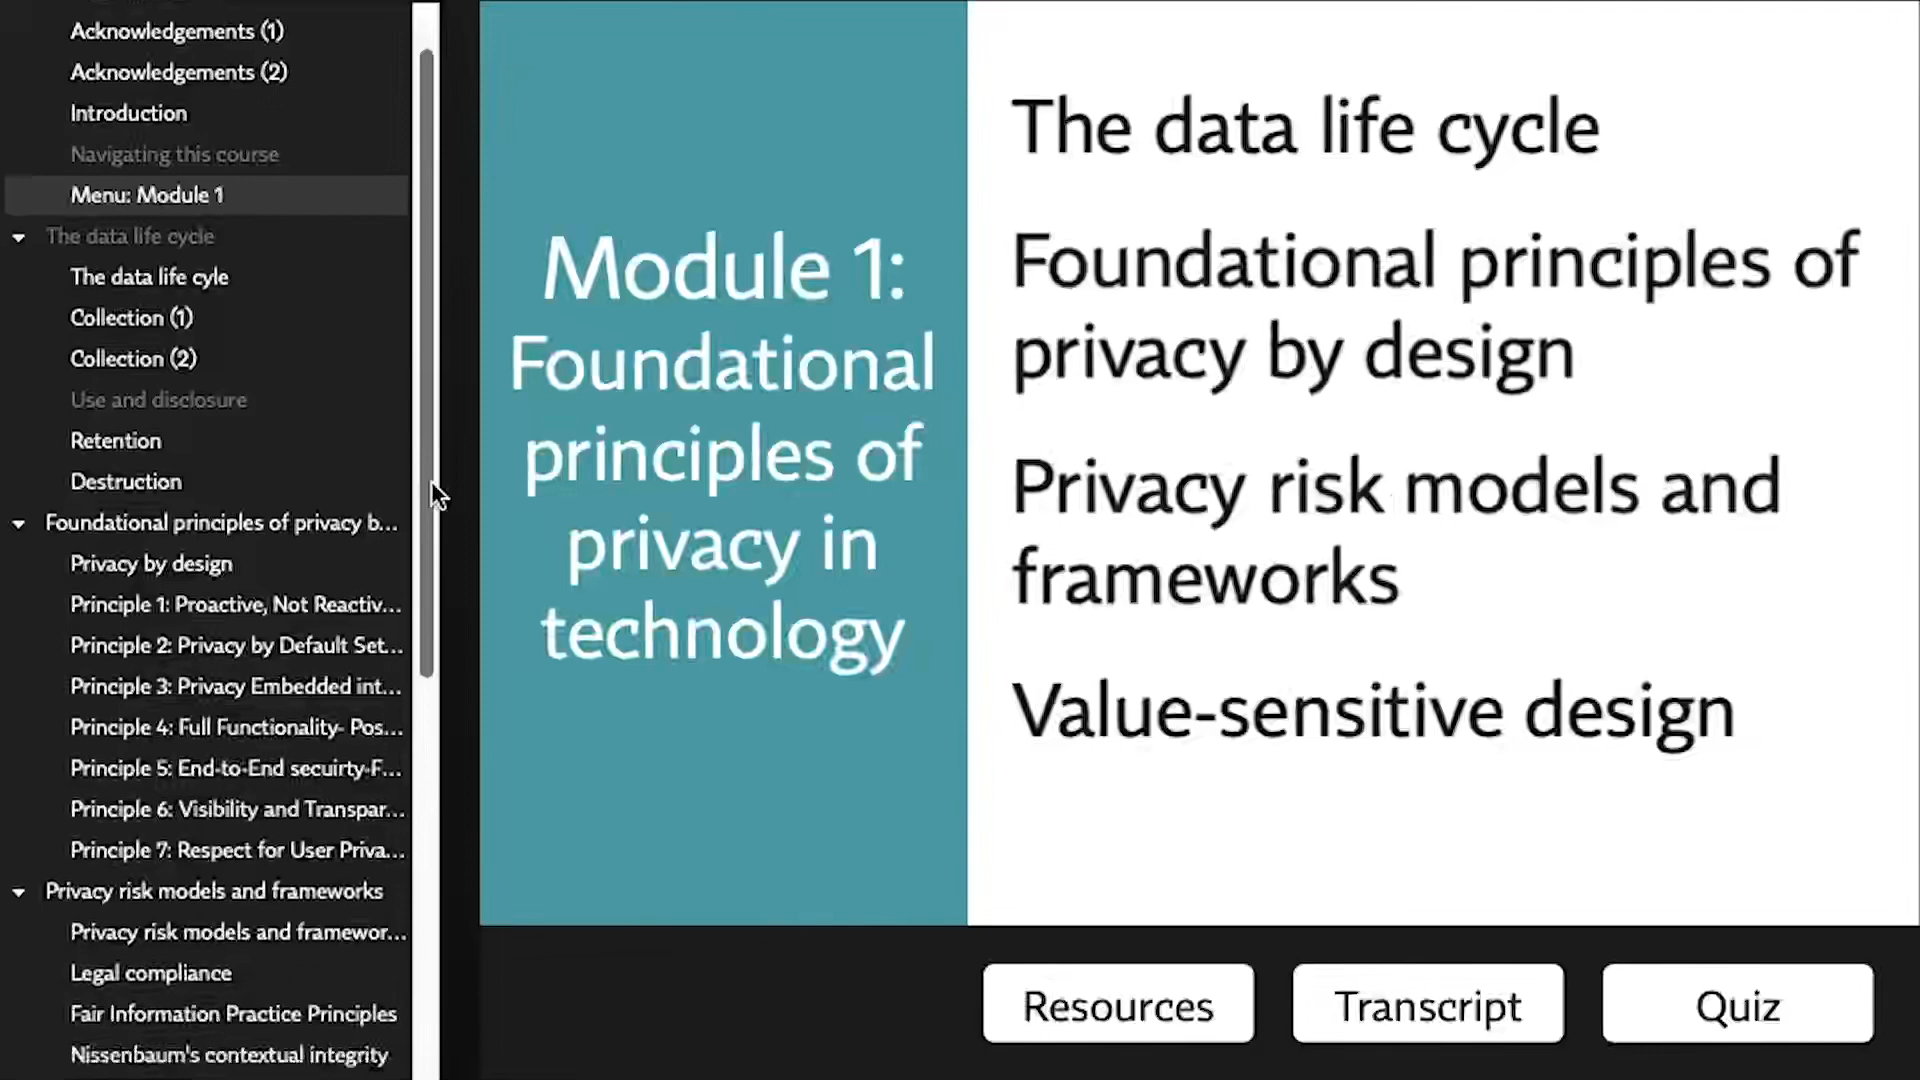 Acknowledgements (1)
Acknowledgements (2)
Introduction
Navigating this course
Menu: Module 1
The data life cycle
The data life cyle
Collection (1)
Collection (2)
Use and disclosure
Retention
Destruction
Foundational principles of privacy b...
Privacy by design
Principle 1: Proactive, Not Reactiv...
Principle 2: Privacy by Default Set...
Principle 3: Privacy Embedded int...
Principle 4: Full Functionality- Pos...
Principle 5: End-to-End secuirty-F...
Principle 6: Visibility and Transpar...
Principle 7: Respect for User Priva...
Privacy risk models and frameworks
Privacy risk models and framewor...
Legal compliance
Fair Information Practice Principles
Nissenbaum's contextual integrity
Module 1:
Foundational
principles of
privacy in
technology
The data life cycle
Foundational principles of
privacy by design
Privacy risk models and
frameworks
Value-sensitive design
Resources
Transcript
Quiz